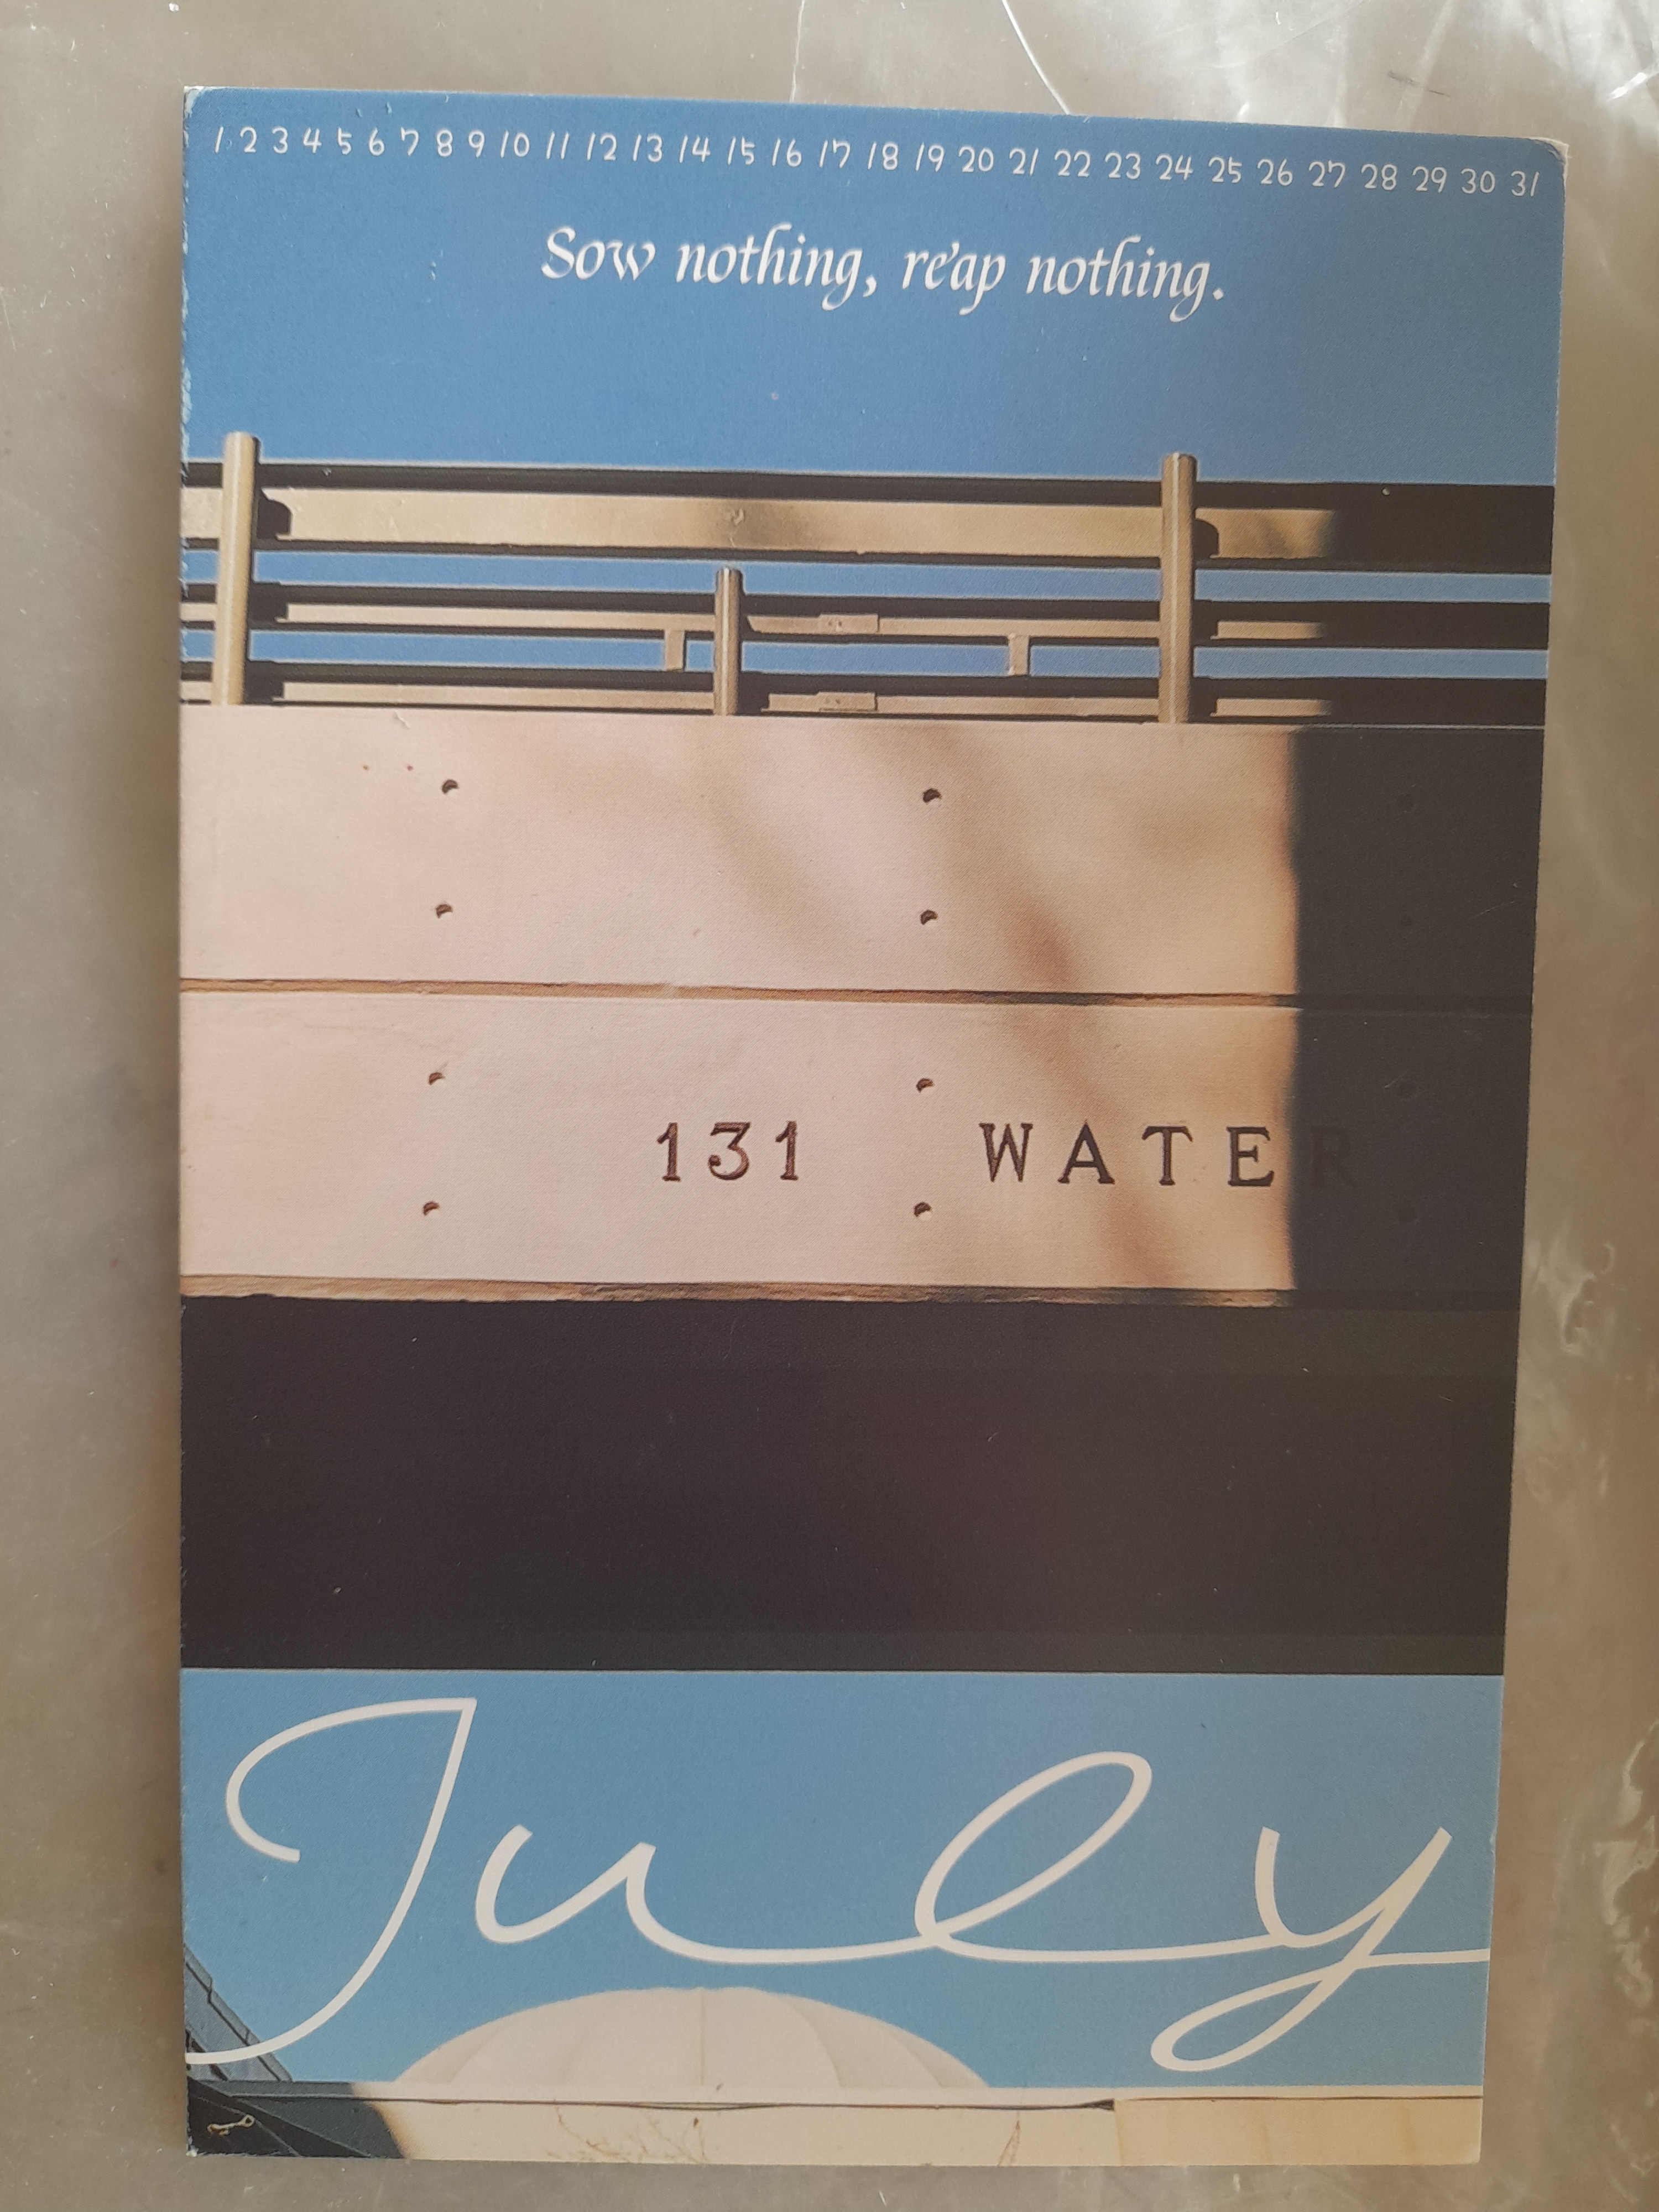 1 2 3 4 5 6 7 8 9 10 11 12 13 14 15 16 17 18 19 20 21 22 23 24 25 26 27 28 29 30 31
Sow nothing, reap nothing.
131 WATER
July